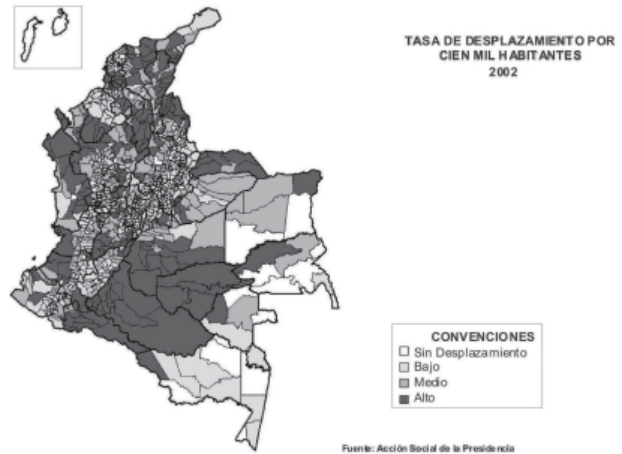 TASA DE DESPLAZAMIENTO POR
CIEN MIL HABITANTES
2002
CONVENCIONES
Sin Desplazamiento
Bajo
Medio
Alto
Fuente: Acción Social de la Presidencia